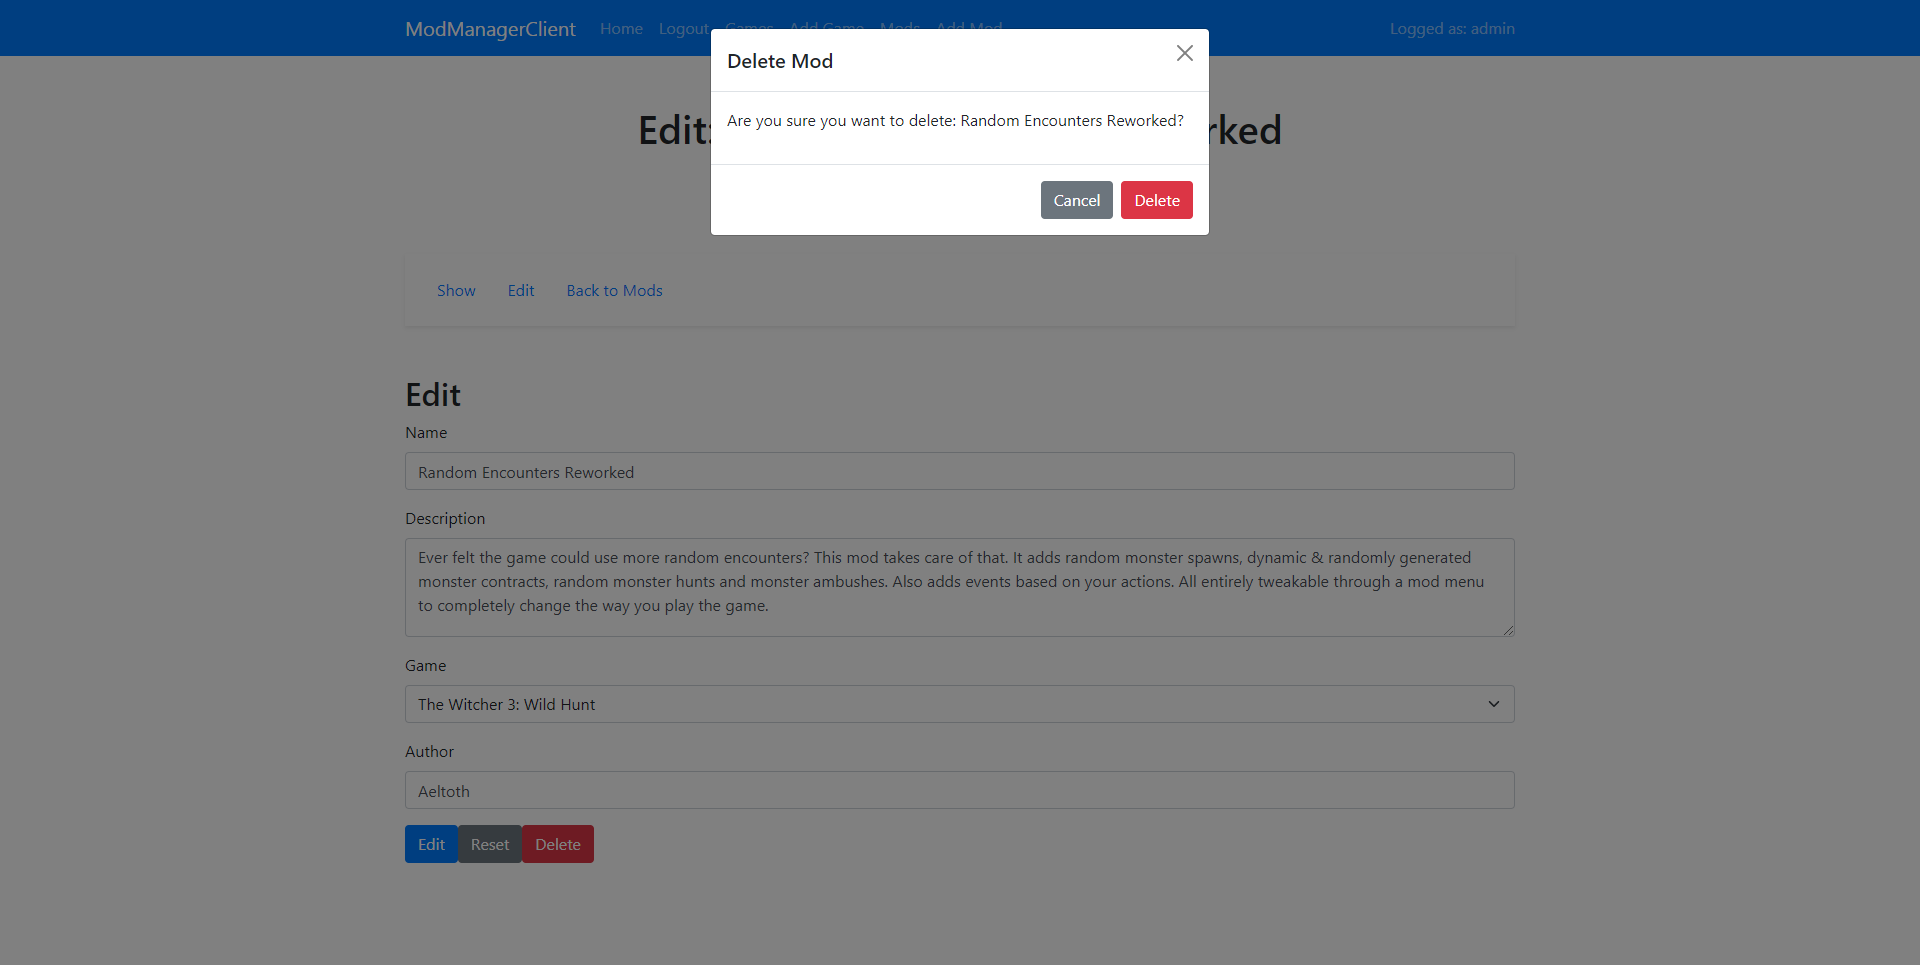 ModManagerClient Home Logout Games Add Game Mods Add Mod Logged as: admin
Delete Mod
Are you sure you want to delete: Random Encounters Reworked?
Cancel Delete
Edit: rked
Show Edit Back to Mods
Edit
Name
Random Encounters Reworked
Description
Ever felt the game could use more random encounters? This mod takes care of that. It adds random monster spawns, dynamic & randomly generated
monster contracts, random monster hunts and monster ambushes. Also adds events based on your actions. All entirely tweakable through a mod menu
to completely change the way you play the game.
Game
The Witcher 3: Wild Hunt
Author
Aeltoth
Edit Reset Delete